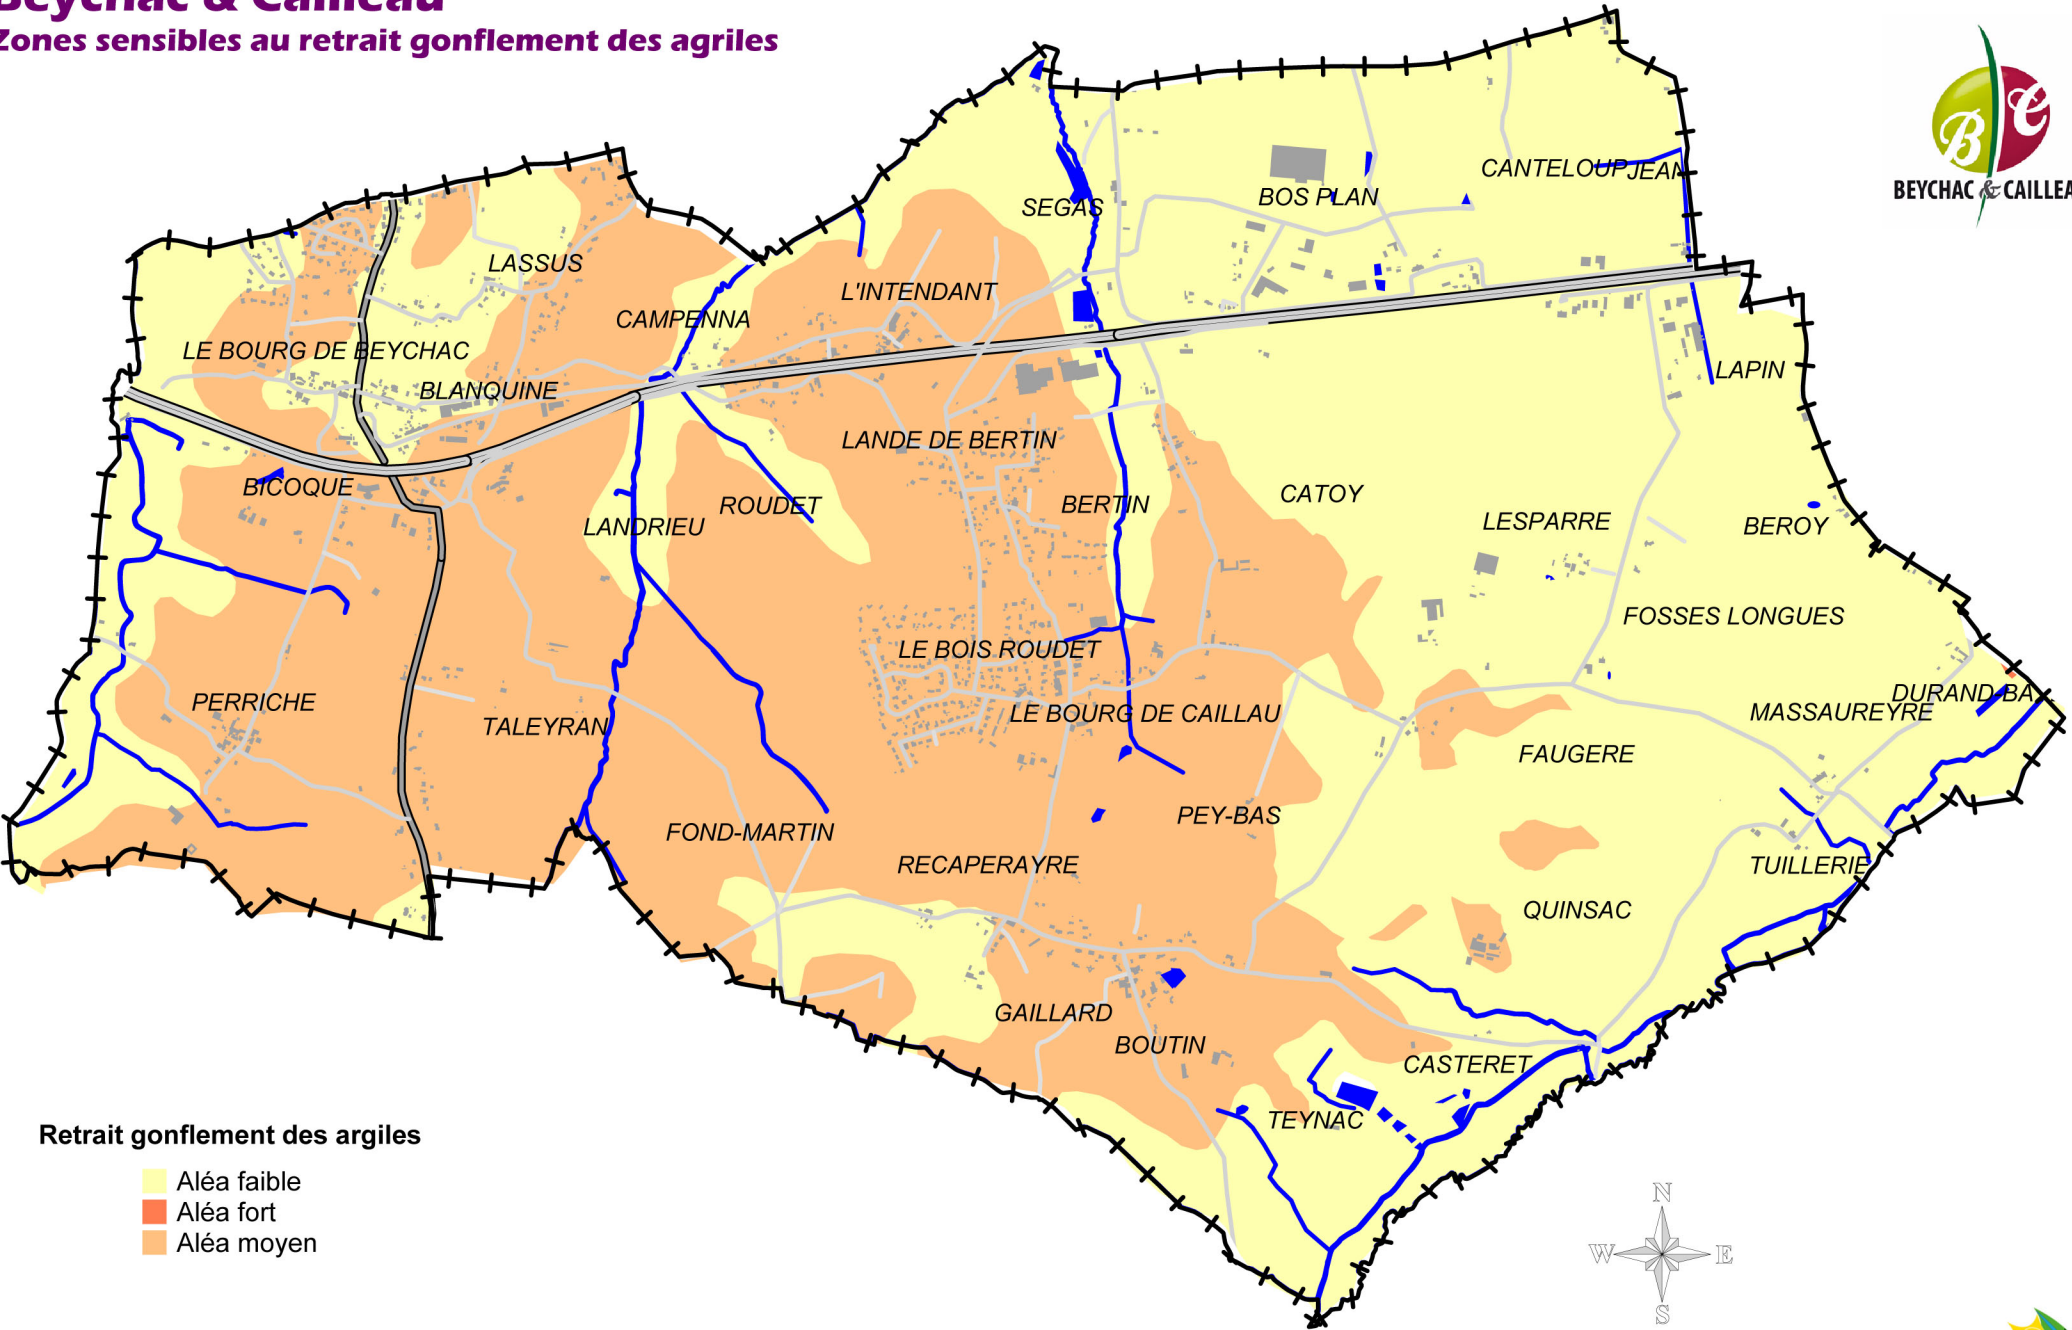 Beychac & Cailleau
Zones sensibles au retrait gonflement des agriles
B C
BEYCHAC & CAILLEA
CANTELOUP
JEAN
BOS PLAN
SEGAS
LASSUS
L'INTENDANT
CAMPENNA
LE BOURG DE BEYCHAC
LAPIN
BLANQUINE
LANDE DE BERTIN
BICOQUE
CATOY
ROUDET
BERTIN
LESPARRE
BEROY
LANDRIEU
FOSSES LONGUES
LE BOIS ROUDET
DURAND-BA
PERRICHE
MASSAUREYRE
LE BOURG DE CAILLAU
TALEYRAN
FAUGERE
PEY-BAS
FOND-MARTIN
RECAPERAYRE
TUILLERIE
QUINSAC
GAILLARD
BOUTIN
CASTERET
TEYNAC
Retrait gonflement des argiles
Aléa faible
Aléa fort
Aléa moyen
N
W E
S